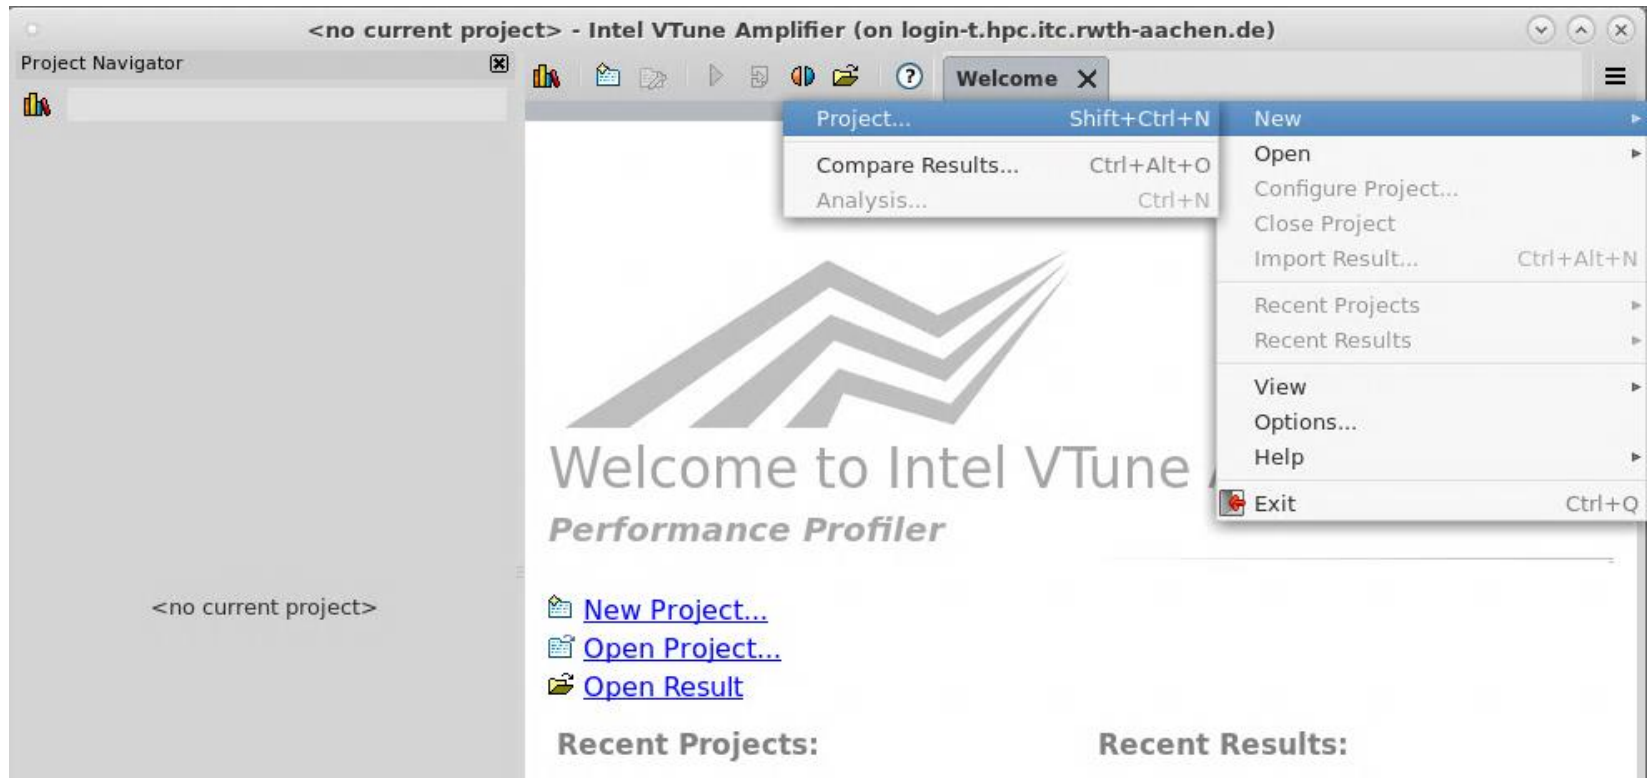 <no current project> - Intel VTune Amplifier (on login-t.hpc.itc.rwth-aachen.de)
Project Navigator
Welcome
Project... Shift+Ctrl+N
Compare Results... Ctrl+Alt+O
Analysis... Ctrl+N
New
Open
Configure Project...
Close Project
Import Result... Ctrl+Alt+N
Recent Projects
Recent Results
View
Options...
Help
Exit Ctrl+Q
Welcome to Intel VTune
Performance Profiler
<no current project>
New Project...
Open Project...
Open Result
Recent Projects: Recent Results: